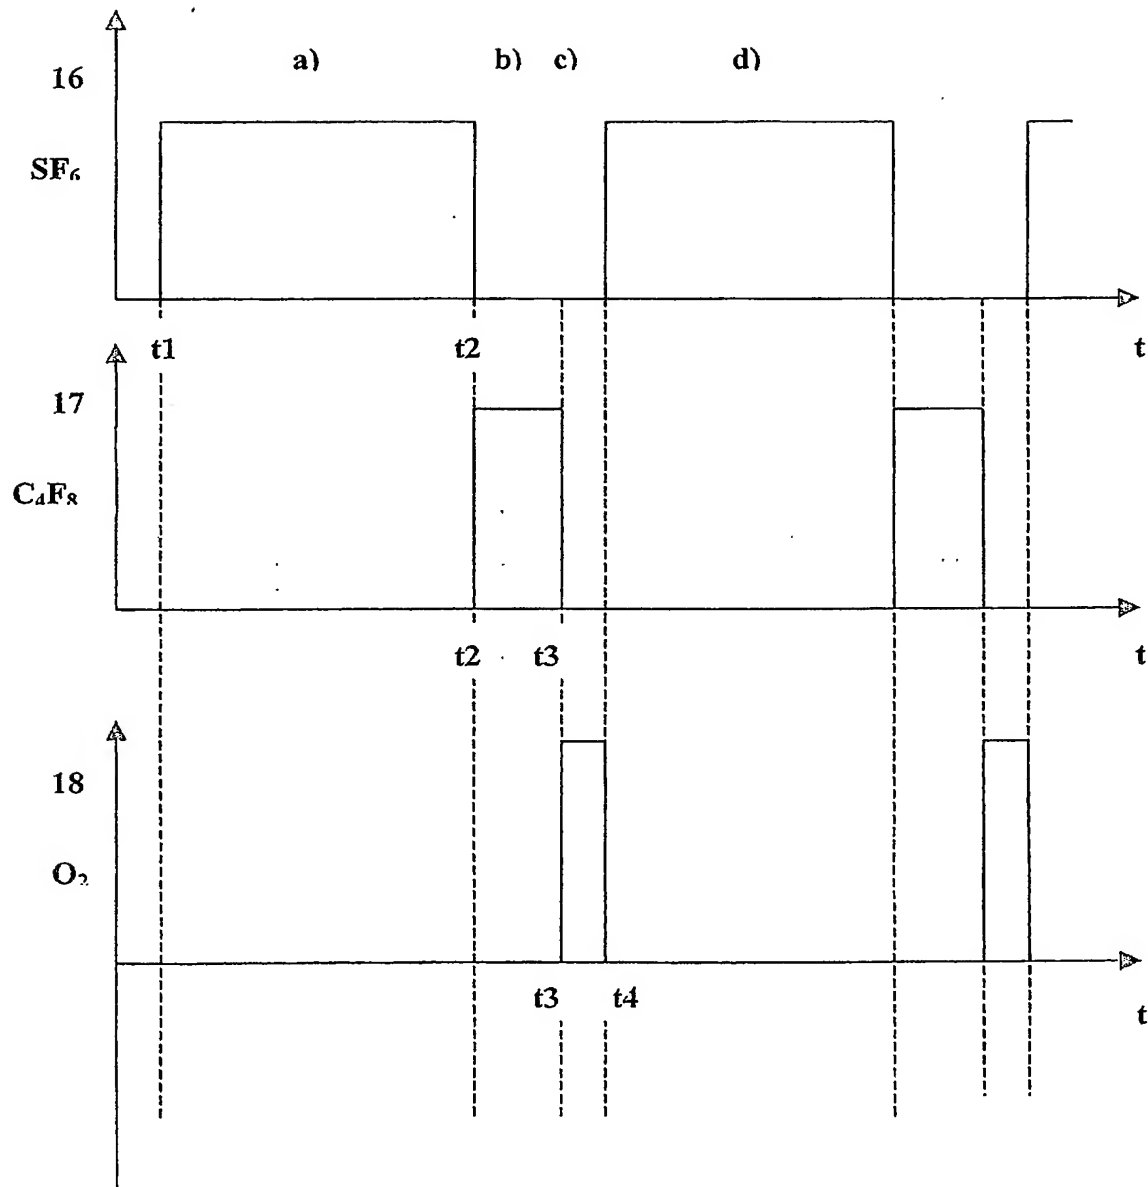 a) b) c) d)
16
SF₆
t1 t2 t
17
C₄F₈
t2 t3 t
18
O₂
t3 t4 t